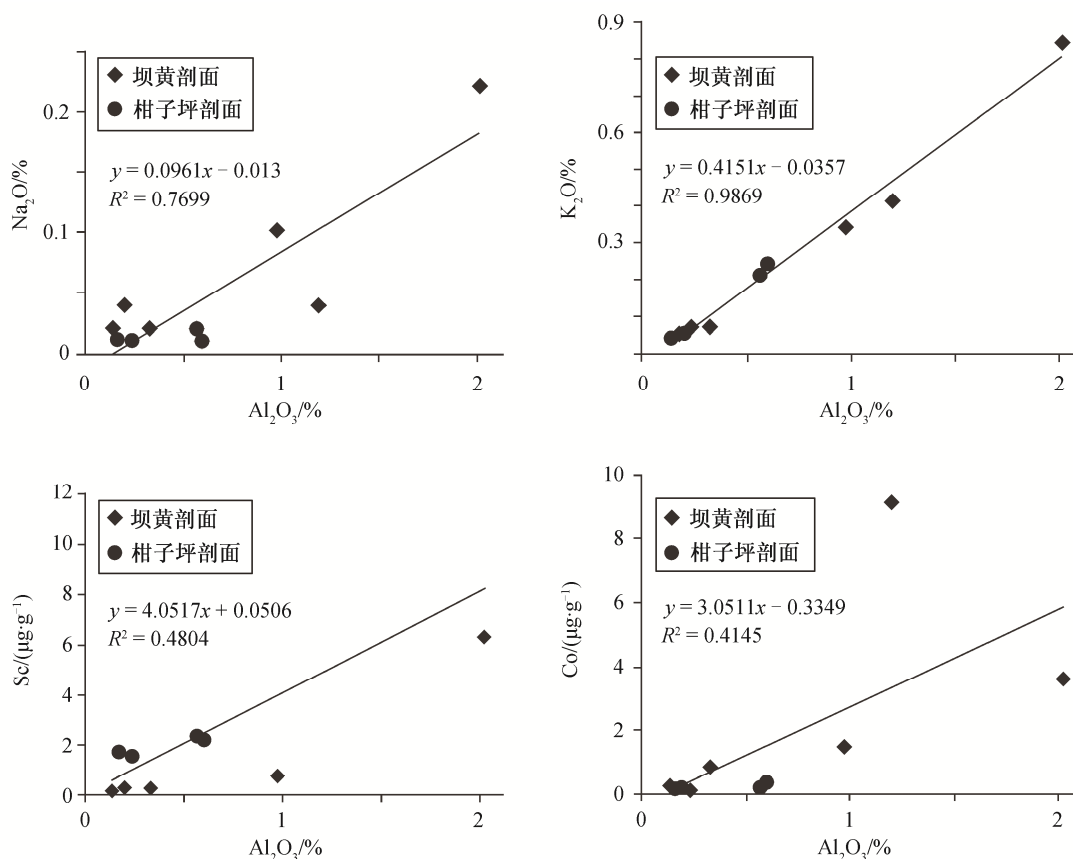 坝黄剖面
柑子坪剖面
y = 0.0961x − 0.013
R² = 0.7699
Na₂O/%
0.2
0.1
0
0
1
2
Al₂O₃/%
坝黄剖面
柑子坪剖面
y = 0.4151x − 0.0357
R² = 0.9869
K₂O/%
0.9
0.6
0.3
0
1
2
Al₂O₃/%
坝黄剖面
柑子坪剖面
y = 4.0517x + 0.0506
R² = 0.4804
Sc/(μg·g⁻¹)
12
10
8
6
4
2
0
0
1
2
Al₂O₃/%
坝黄剖面
柑子坪剖面
y = 3.0511x − 0.3349
R² = 0.4145
Co/(μg·g⁻¹)
10
8
6
4
2
0
0
1
2
Al₂O₃/%